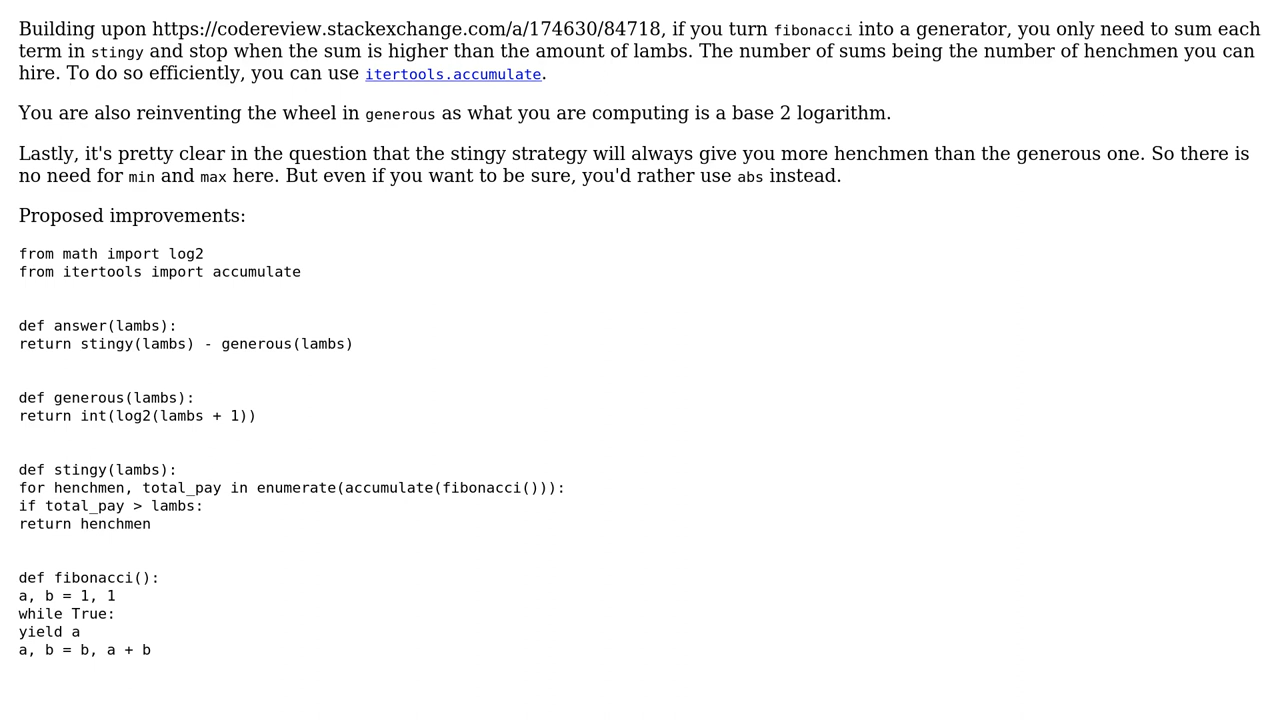 Building upon https://codereview.stackexchange.com/a/174630/84718, if you turn fibonacci into a generator, you only need to sum each
term in stingy and stop when the sum is higher than the amount of lambs. The number of sums being the number of henchmen you can
hire. To do so efficiently, you can use itertools.accumulate.
You are also reinventing the wheel in generous as what you are computing is a base 2 logarithm.
Lastly, it's pretty clear in the question that the stingy strategy will always give you more henchmen than the generous one. So there is
no need for min and max here. But even if you want to be sure, you'd rather use abs instead.
Proposed improvements:
from math import log2
from itertools import accumulate
def answer(lambs):
return stingy(lambs) - generous(lambs)
def generous(lambs):
return int(log2(lambs + 1))
def stingy(lambs):
for henchmen, total_pay in enumerate(accumulate(fibonacci())):
if total_pay > lambs:
return henchmen
def fibonacci():
a, b = 1, 1
while True:
yield a
a, b = b, a + b